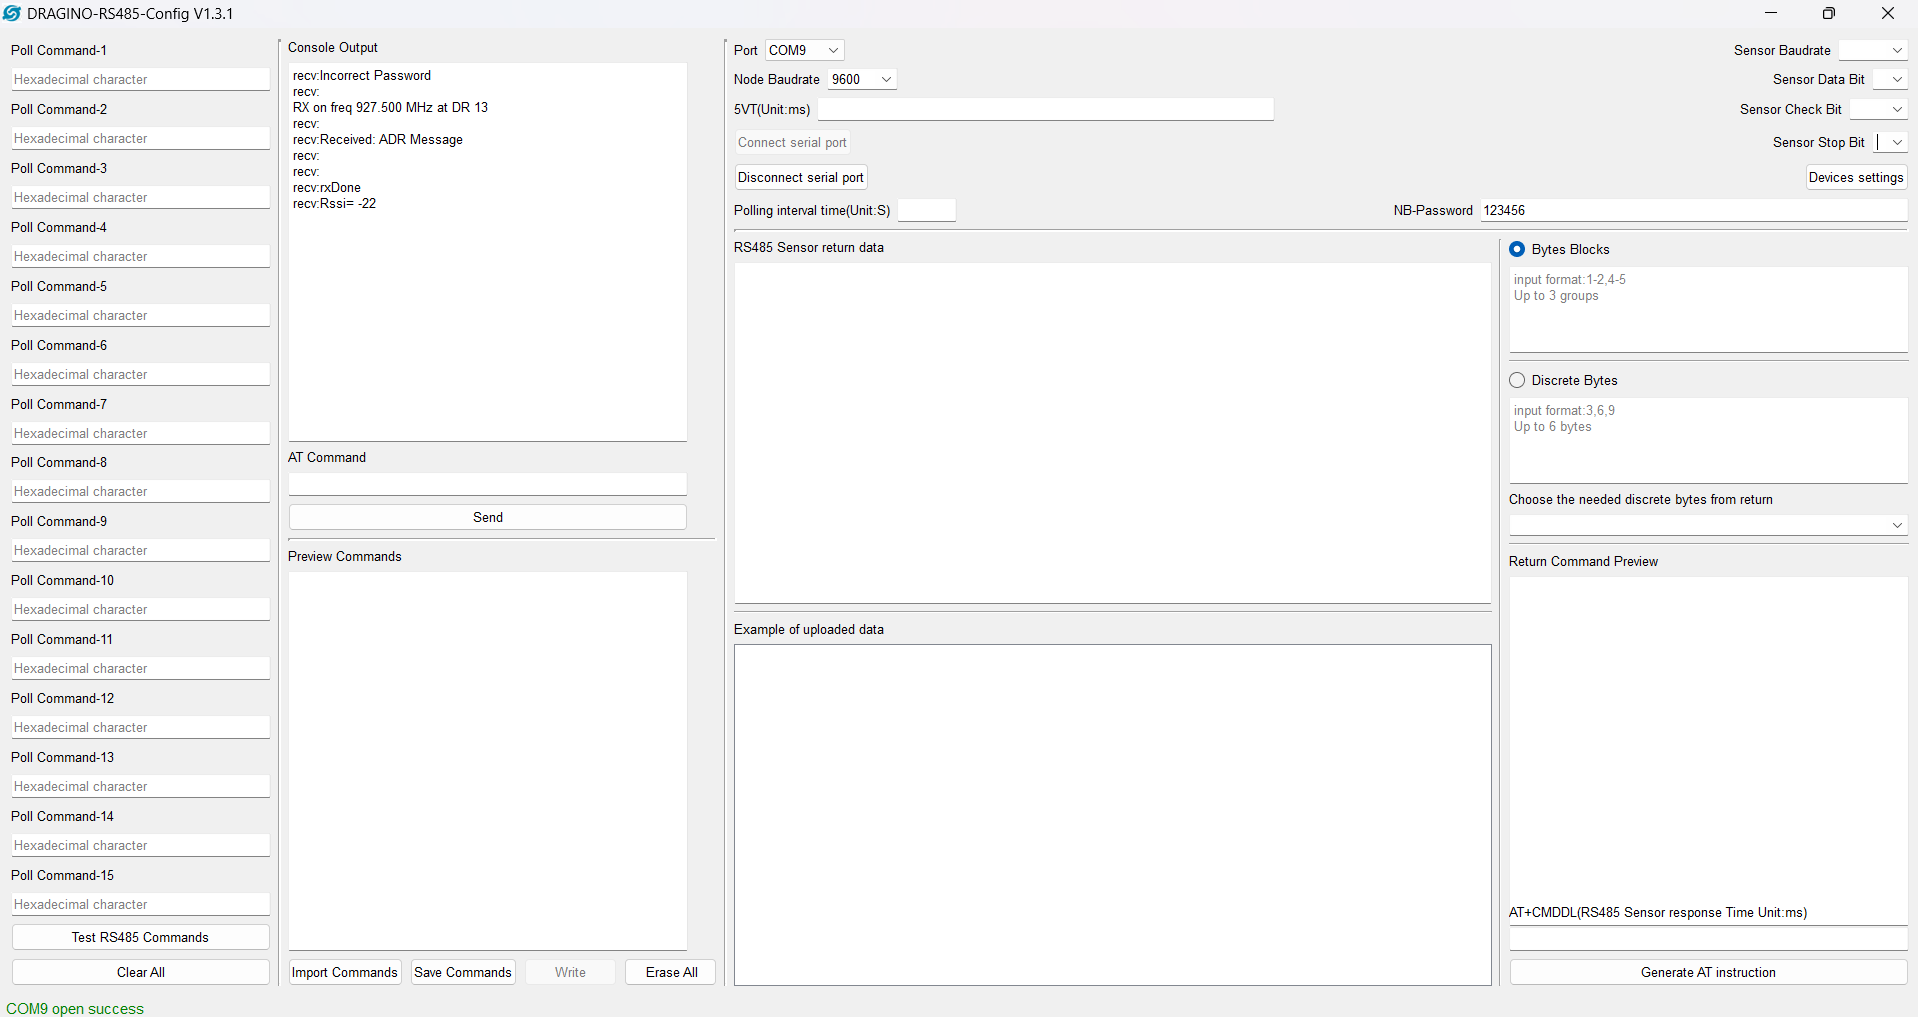 DRAGINO-RS485-Config V1.3.1
Poll Command-1
Hexadecimal character
Poll Command-2
Hexadecimal character
Poll Command-3
Hexadecimal character
Poll Command-4
Hexadecimal character
Poll Command-5
Hexadecimal character
Poll Command-6
Hexadecimal character
Poll Command-7
Hexadecimal character
Poll Command-8
Hexadecimal character
Poll Command-9
Hexadecimal character
Poll Command-10
Hexadecimal character
Poll Command-11
Hexadecimal character
Poll Command-12
Hexadecimal character
Poll Command-13
Hexadecimal character
Poll Command-14
Hexadecimal character
Poll Command-15
Hexadecimal character
Test RS485 Commands
Clear All
Console Output
recv:Incorrect Password
recv:
RX on freq 927.500 MHz at DR 13
recv:
recv:Received: ADR Message
recv:
recv:
recv:rxDone
recv:Rssi= -22
AT Command
Send
Preview Commands
Import Commands
Save Commands
Write
Erase All
Port COM9
Node Baudrate 9600
5VT(Unit:ms)
Connect serial port
Disconnect serial port
Polling interval time(Unit:S)
Sensor Baudrate
Sensor Data Bit
Sensor Check Bit
Sensor Stop Bit
Devices settings
NB-Password 123456
RS485 Sensor return data
Example of uploaded data
Bytes Blocks
input format:1-2,4-5
Up to 3 groups
Discrete Bytes
input format:3,6,9
Up to 6 bytes
Choose the needed discrete bytes from return
Return Command Preview
AT+CMDDL(RS485 Sensor response Time Unit:ms)
Generate AT instruction
COM9 open success